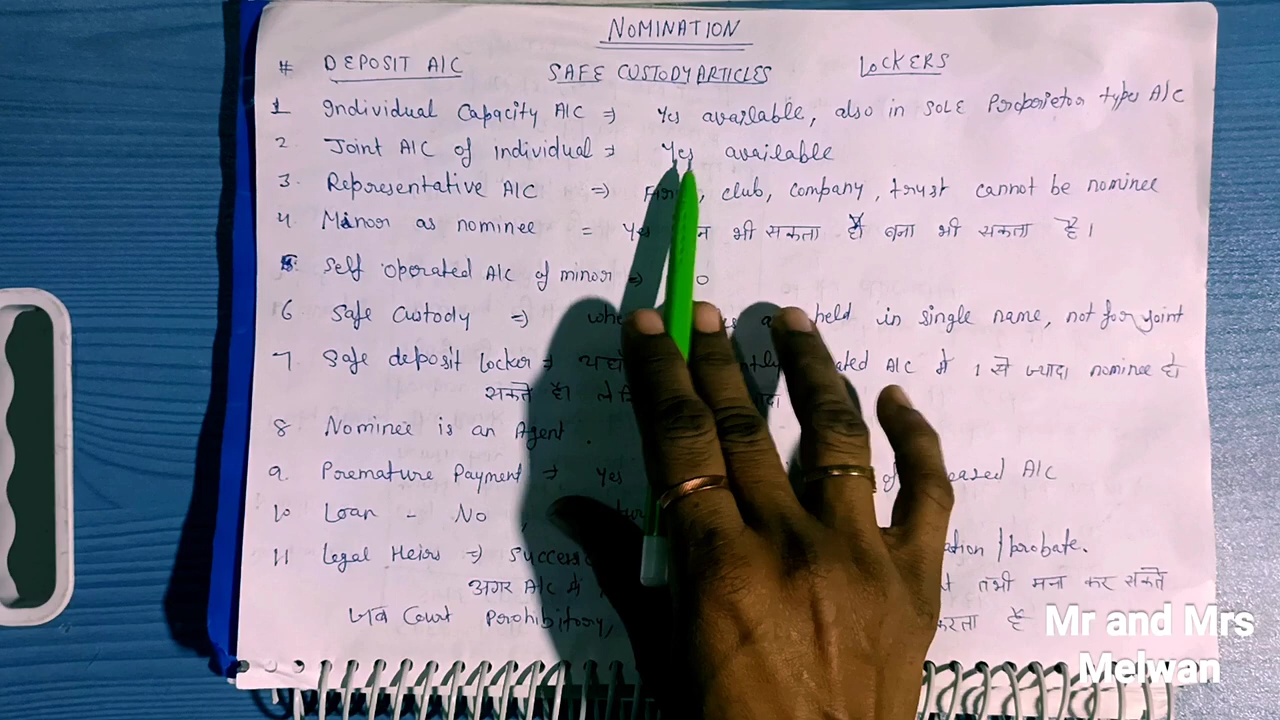 NOMINATION
# DEPOSIT A/C SAFE CUSTODY ARTICLES LOCKERS
1 Individual Capacity A/C ⇒ Yes available, also in SOLE Proparietor types A/C
2 Joint A/C of individual ⇒ Yes available
3. Representative A/C ⇒ club, company, trust cannot be nominee
4 Minor as nominee = Yes भी सकता है बना भी सकता है।
5. Self operated A/C of minor ⇒
6 Safe Custody ⇒ held in single name, not for joint
7 Safe deposit locker ⇒ A/C में 1 से ज्यादा nominee हो
सकते है।
8 Nominee is an Agent.
9. Premature Payment ⇒ Yes of A/C
10 Loan - No
11 Legal Heirs ⇒ /probate.
अगर A/C में तभी मना कर सकते
जब Court Prohibitory, करता है
Mr and Mrs
Melwan